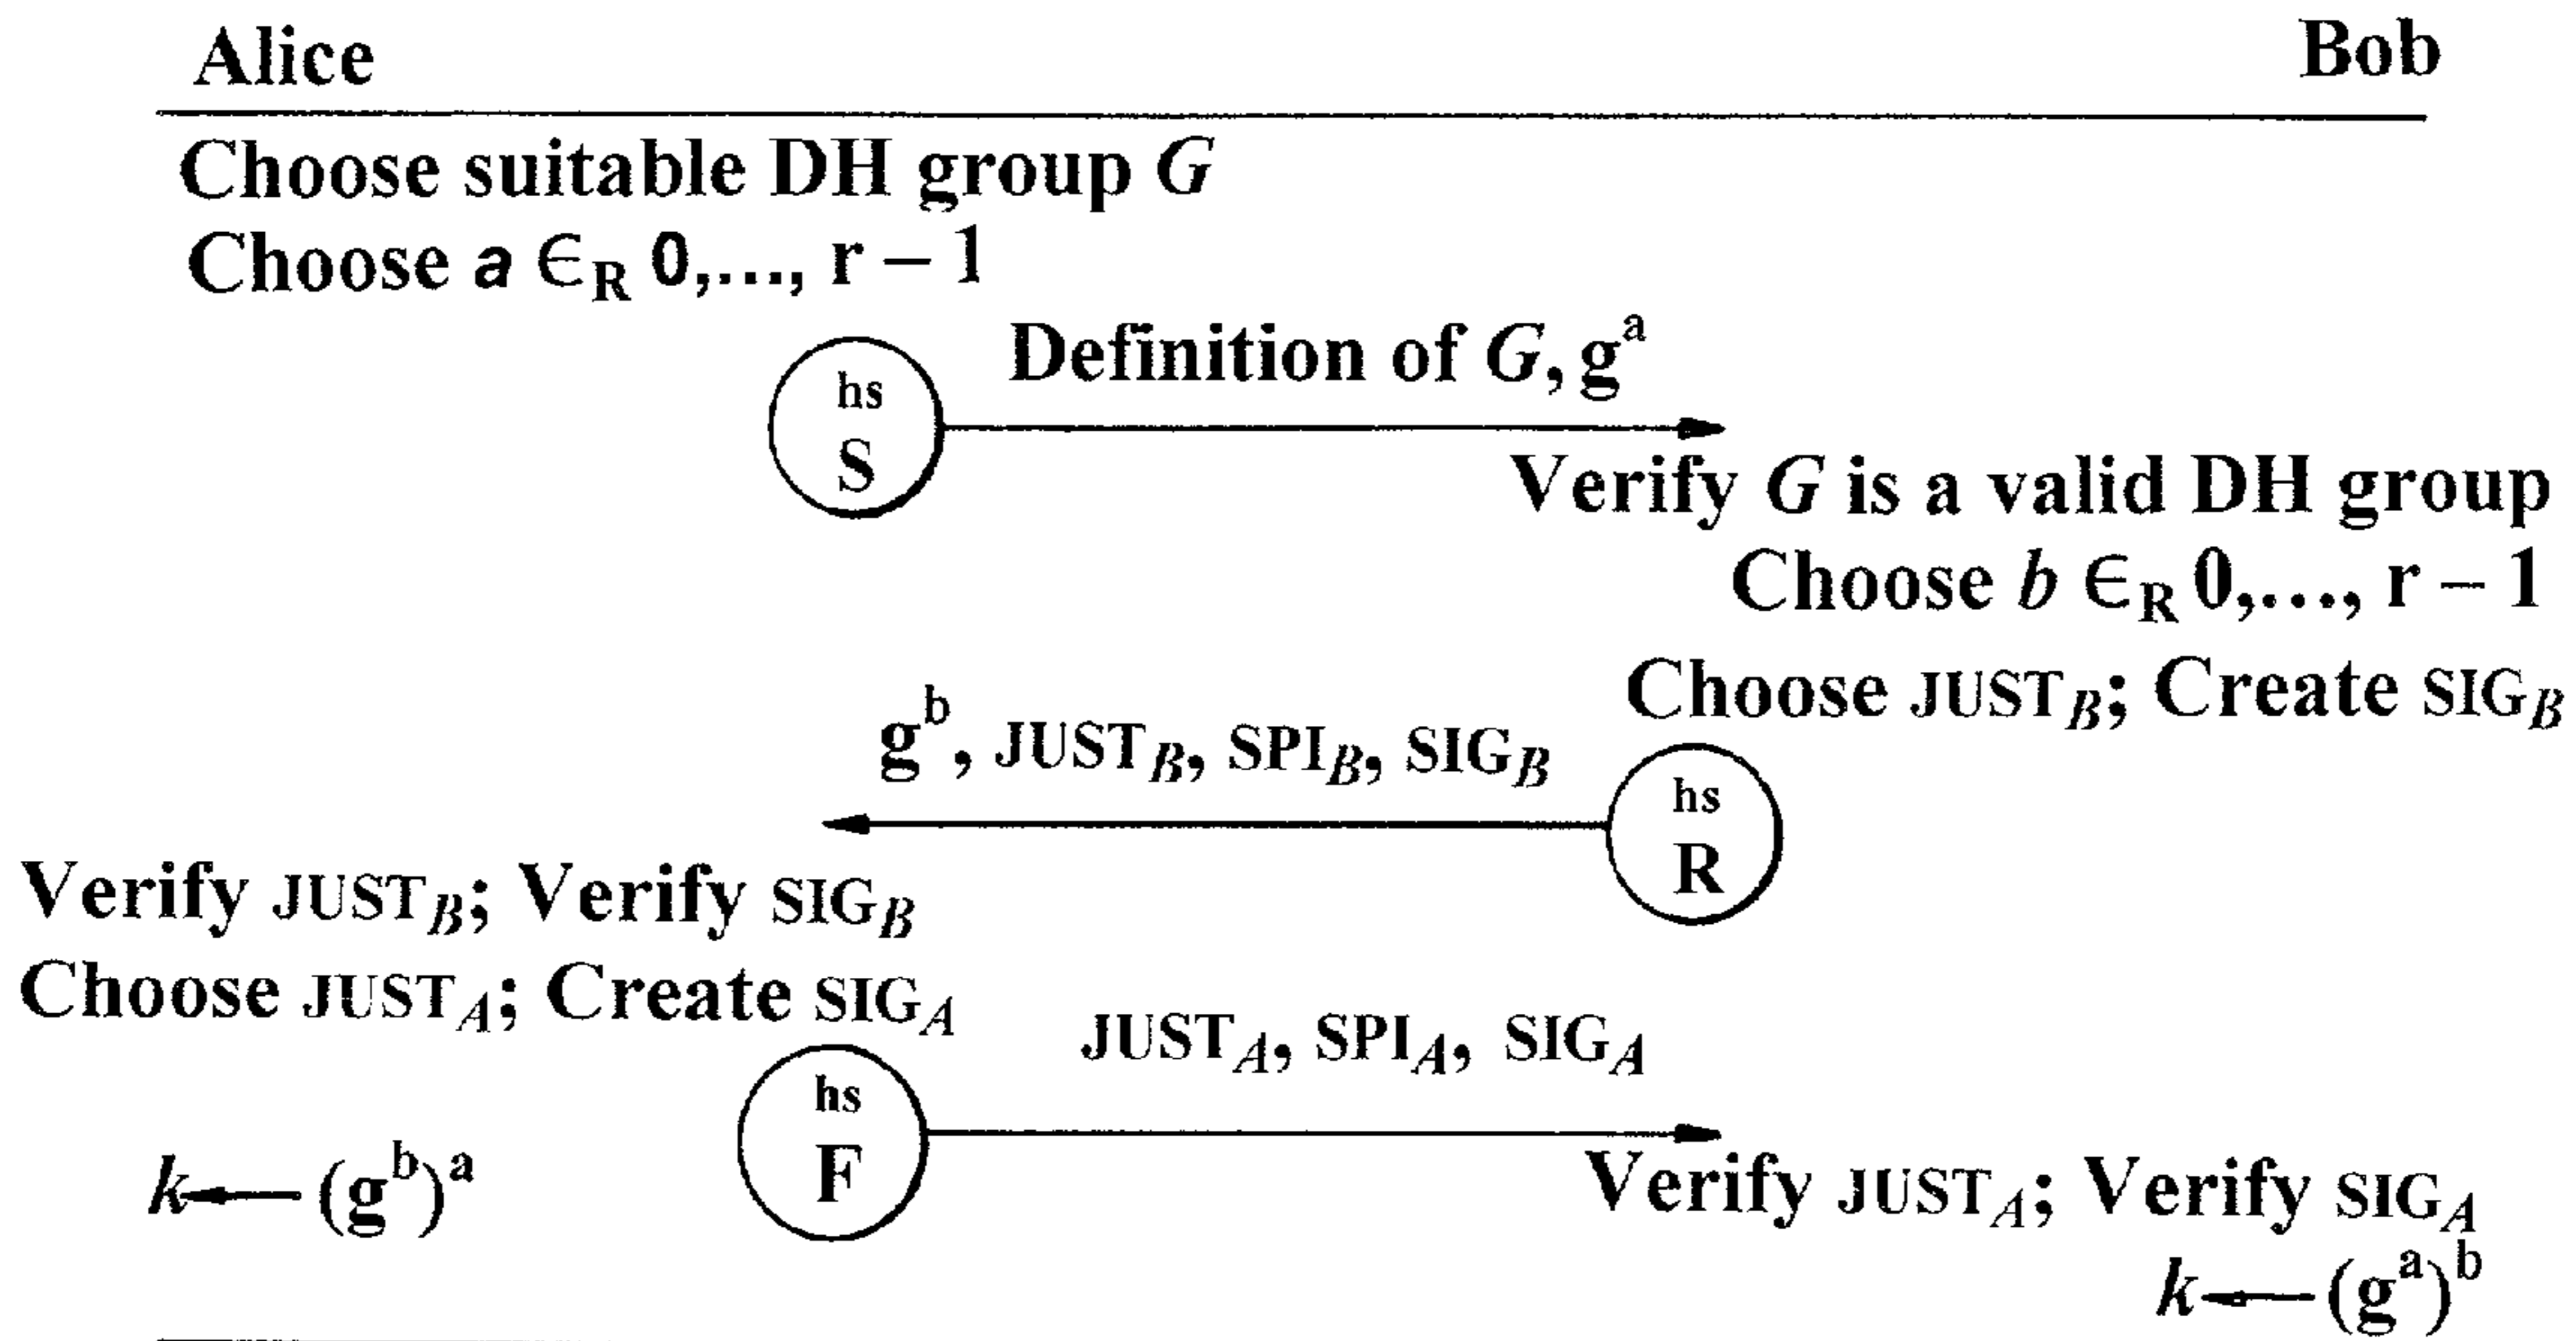 Alice Bob
Choose suitable DH group G
Choose a ∈R 0,..., r – 1
Definition of G, g^a
hs
S
Verify G is a valid DH group
Choose b ∈R 0,..., r – 1
Choose JUST_B; Create SIG_B
g^b, JUST_B, SPI_B, SIG_B
hs
R
Verify JUST_B; Verify SIG_B
Choose JUST_A; Create SIG_A
JUST_A, SPI_A, SIG_A
hs
F
k ← (g^b)^a
Verify JUST_A; Verify SIG_A
k ← (g^a)^b